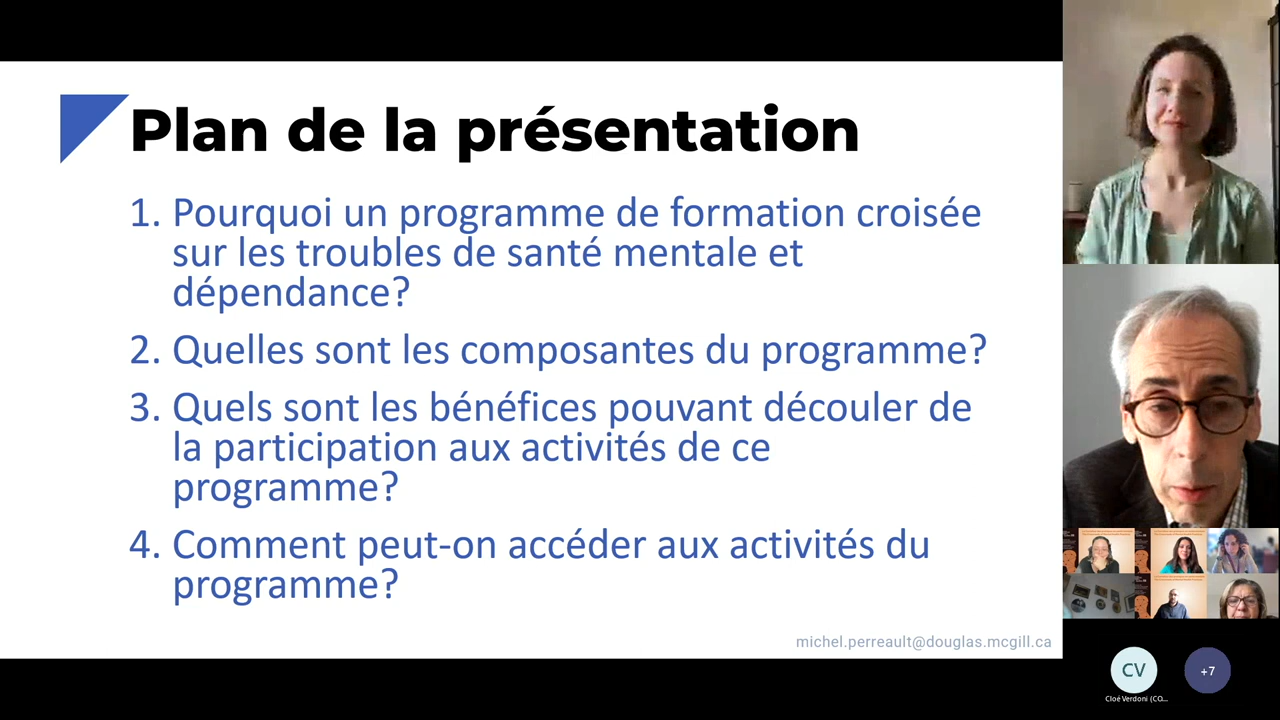 Plan de la présentation
1. Pourquoi un programme de formation croisée
sur les troubles de santé mentale et
dépendance?
2. Quelles sont les composantes du programme?
3. Quels sont les bénéfices pouvant découler de
la participation aux activités de ce
programme?
4. Comment peut-on accéder aux activités du
programme?
michel.perreault@douglas.mcgill.ca
CV
+7
Cloé Verdoni (CO...